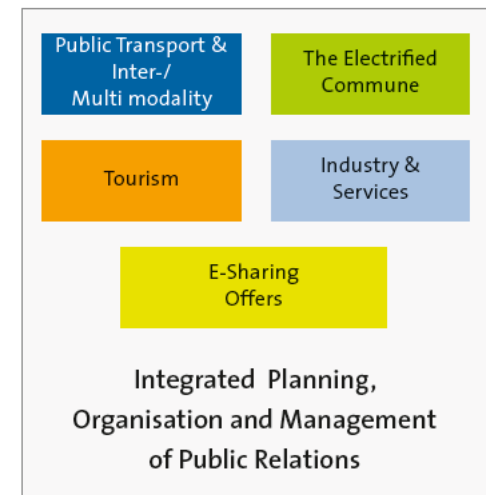 Public Transport &
Inter-/
Multi modality
The Electrified
Commune
Tourism
Industry &
Services
E-Sharing
Offers
Integrated Planning,
Organisation and Management
of Public Relations